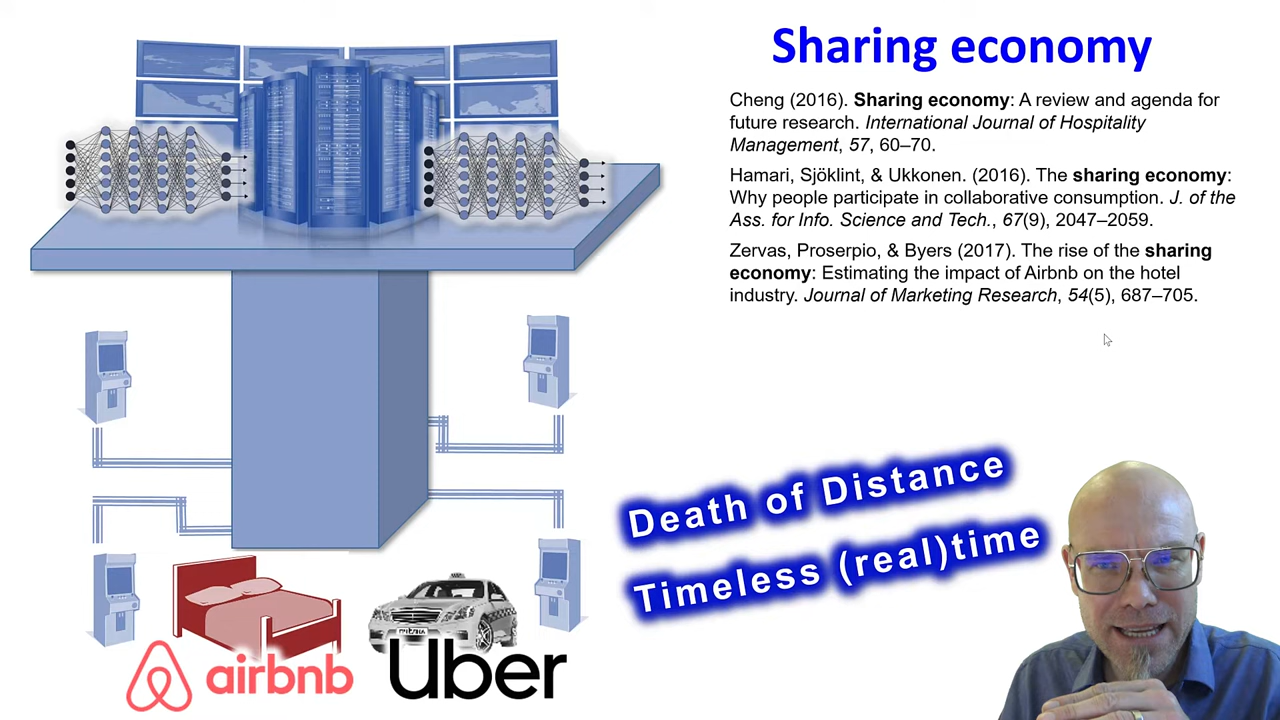 Sharing economy
Cheng (2016). Sharing economy: A review and agenda for
future research. International Journal of Hospitality
Management, 57, 60–70.
Hamari, Sjöklint, & Ukkonen. (2016). The sharing economy:
Why people participate in collaborative consumption. J. of the
Ass. for Info. Science and Tech., 67(9), 2047–2059.
Zervas, Proserpio, & Byers (2017). The rise of the sharing
economy: Estimating the impact of Airbnb on the hotel
industry. Journal of Marketing Research, 54(5), 687–705.
Death of Distance
Timeless (real)time
airbnb
Uber